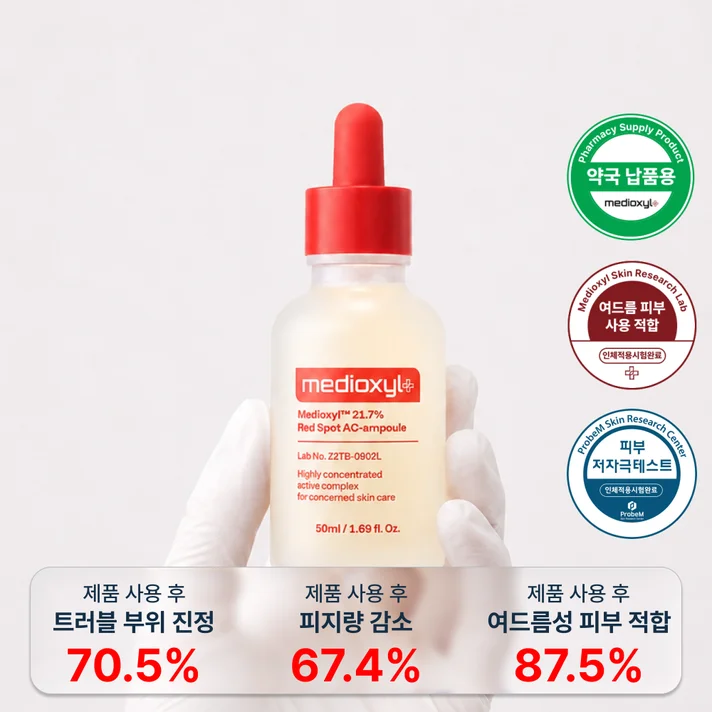 Pharmacy Supply Product
약국 납품용
medioxyl+
Medioxyl Skin Research Lab
여드름 피부
사용 적합
인체적용시험완료
ProbeM Skin Research Center
피부
저자극테스트
인체적용시험완료
ProbeM
medioxyl+
Medioxyl™ 21.7%
Red Spot AC-ampoule
Lab No. Z2TB-0902L
Highly concentrated
active complex
for concerned skin care
50ml / 1.69 fl. Oz.
제품 사용 후
트러블 부위 진정
70.5%
제품 사용 후
피지량 감소
67.4%
제품 사용 후
여드름성 피부 적합
87.5%